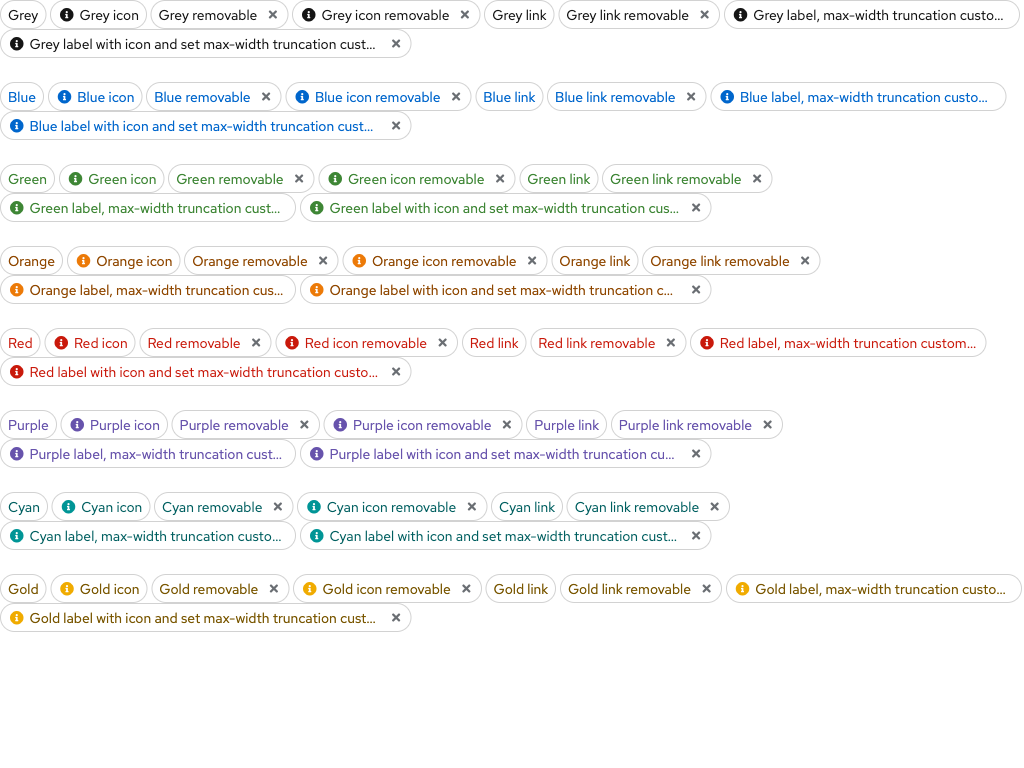 Grey Grey icon Grey removable Grey icon removable Grey link Grey link removable Grey label, max-width truncation custo...
Grey label with icon and set max-width truncation cust...
Blue Blue icon Blue removable Blue icon removable Blue link Blue link removable Blue label, max-width truncation custo...
Blue label with icon and set max-width truncation cust...
Green Green icon Green removable Green icon removable Green link Green link removable
Green label, max-width truncation cust... Green label with icon and set max-width truncation cus...
Orange Orange icon Orange removable Orange icon removable Orange link Orange link removable
Orange label, max-width truncation cus... Orange label with icon and set max-width truncation c...
Red Red icon Red removable Red icon removable Red link Red link removable Red label, max-width truncation custom...
Red label with icon and set max-width truncation custo...
Purple Purple icon Purple removable Purple icon removable Purple link Purple link removable
Purple label, max-width truncation cust... Purple label with icon and set max-width truncation cu...
Cyan Cyan icon Cyan removable Cyan icon removable Cyan link Cyan link removable
Cyan label, max-width truncation custo... Cyan label with icon and set max-width truncation cust...
Gold Gold icon Gold removable Gold icon removable Gold link Gold link removable Gold label, max-width truncation custo...
Gold label with icon and set max-width truncation cust...